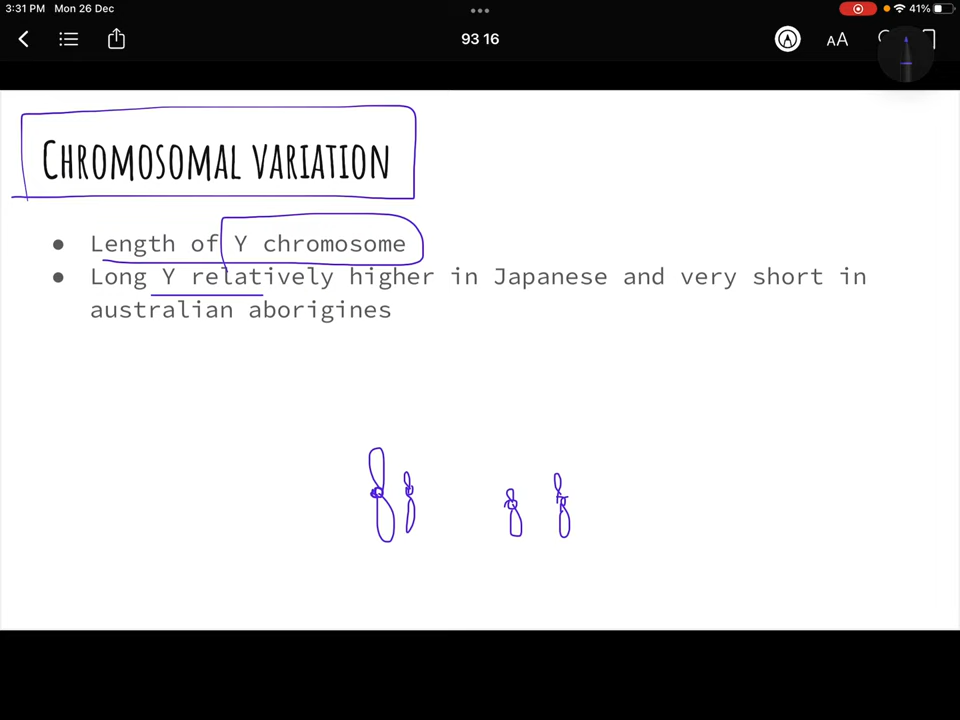 3:31 PM Mon 26 Dec
41%
93 16
AA
CHROMOSOMAL VARIATION
● Length of Y chromosome
● Long Y relatively higher in Japanese and very short in
australian aborigines